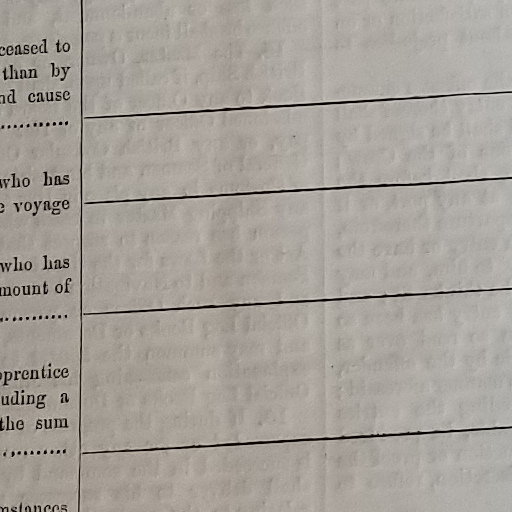 ceased to
than by
nd cause
who has
e voyage
who has
mount of
pprentice
uding a
the sum
mstances